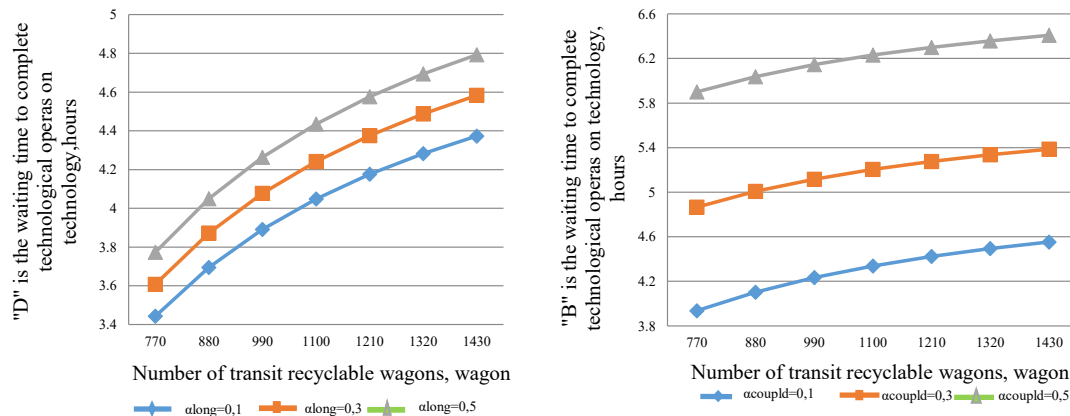 "D" is the waiting time to complete
technological operas on
technology,hours
5
4.8
4.6
4.4
4.2
4
3.8
3.6
3.4
770 880 990 1100 1210 1320 1430
Number of transit recyclable wagons, wagon
αlong=0,1 αlong=0,3 αlong=0,5
"B" is the waiting time to complete
technological operas on technology,
hours
6.6
6.2
5.8
5.4
5
4.6
4.2
3.8
770 880 990 1100 1210 1320 1430
Number of transit recyclable wagons, wagon
αcoupld=0,1 αcoupld=0,3 αcoupld=0,5